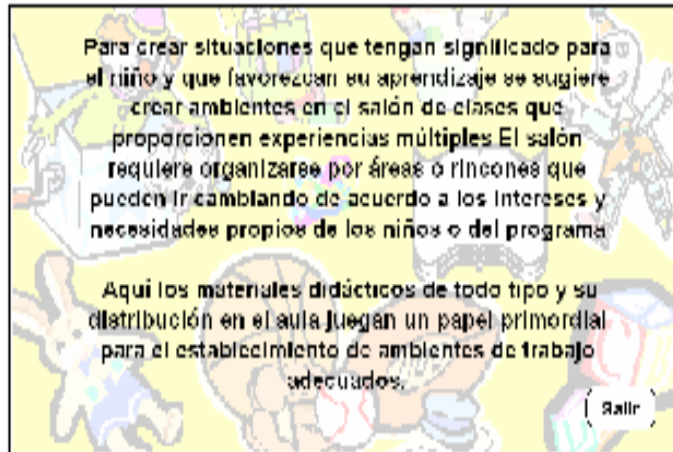 Para crear situaciones que tengan significado para
el niño y que favorezcan su aprendizaje se sugiere
crear ambientes en el salón de clases que
proporcionen experiencias múltiples El salón
requiere organizarse por áreas o rincones que
pueden ir cambiando de acuerdo a los intereses y
necesidades propios de los niños o del programa
Aquí los materiales didácticos de todo tipo y su
distribución en el aula juegan un papel primordial
para el establecimiento de ambientes de trabajo
adecuados.
Salir